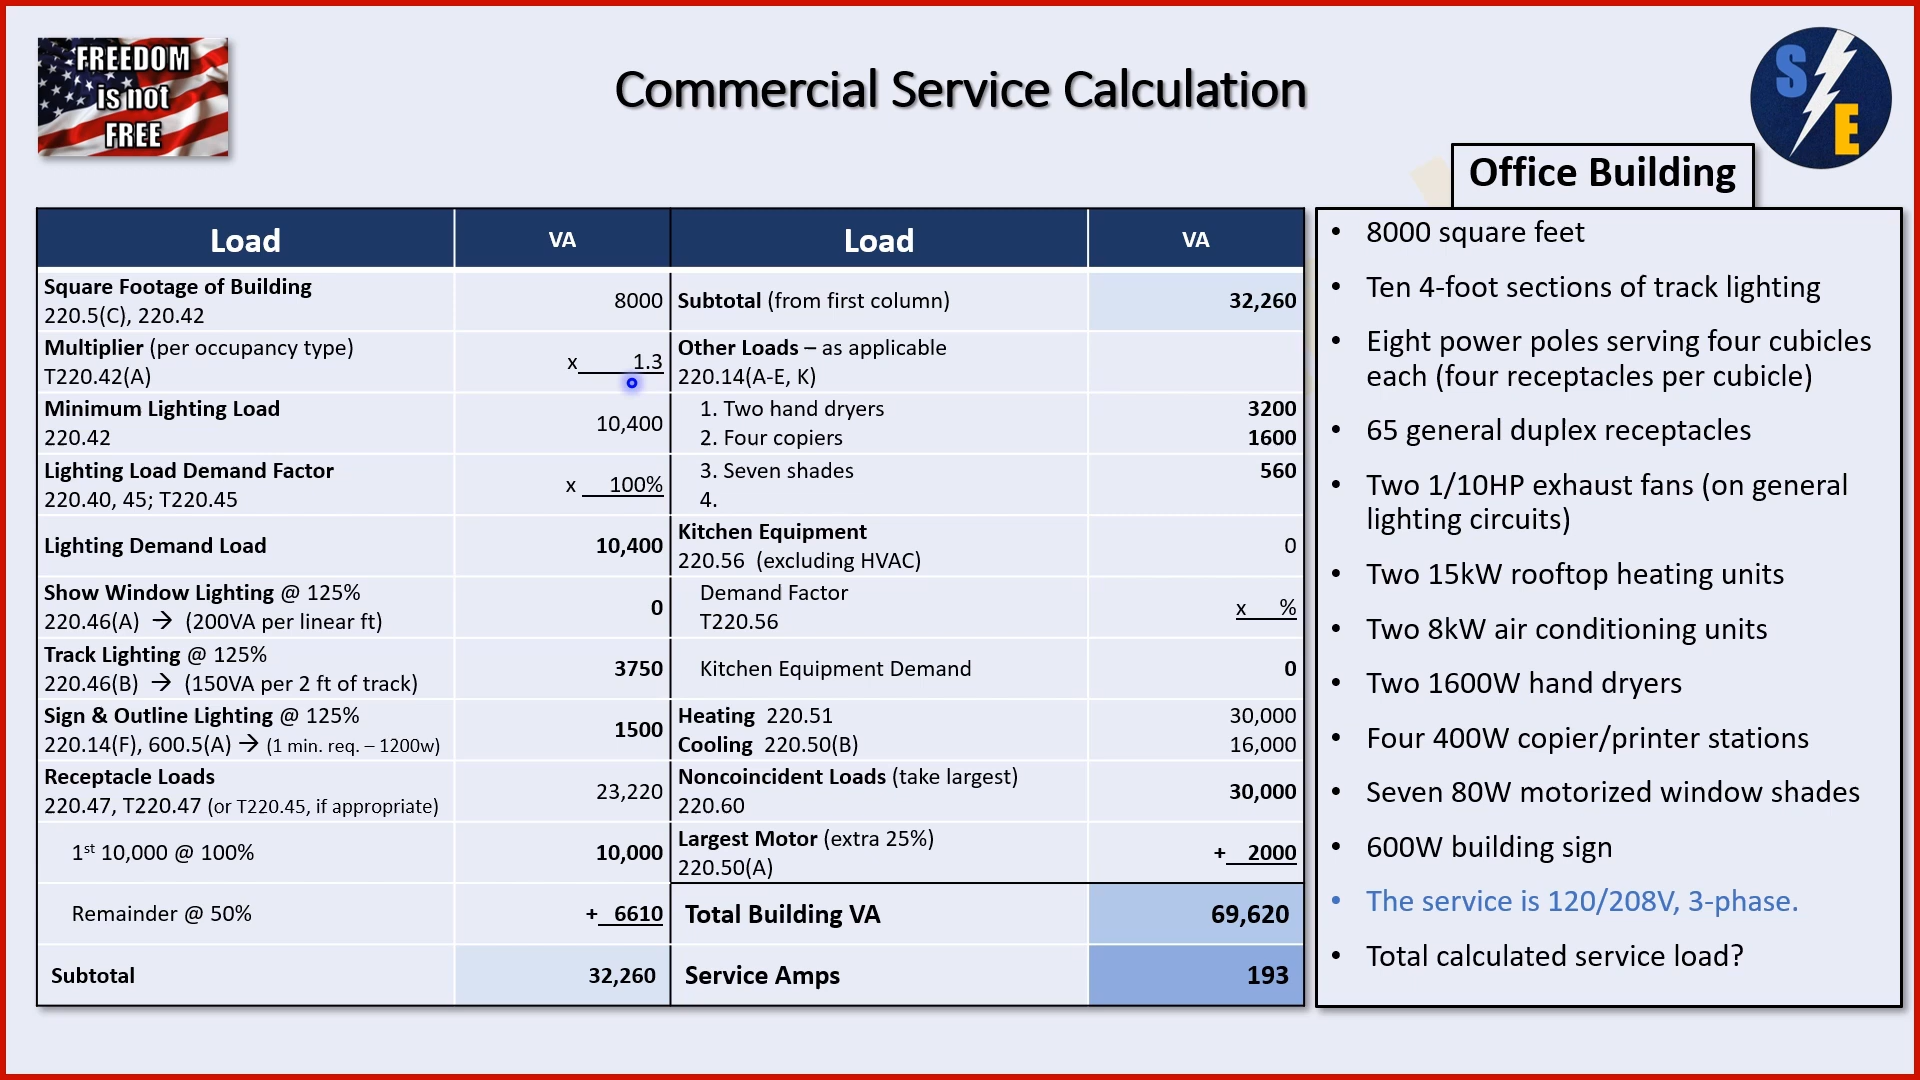 FREEDOM
is not
FREE
Commercial Service Calculation
S
E
Office Building
Load VA Load VA
Square Footage of Building
220.5(C), 220.42
8000
Subtotal (from first column)
32,260
Multiplier (per occupancy type)
T220.42(A)
x 1.3
Other Loads – as applicable
220.14(A-E, K)
Minimum Lighting Load
220.42
10,400
1. Two hand dryers 3200
2. Four copiers 1600
Lighting Load Demand Factor
220.40, 45; T220.45
x 100%
3. Seven shades 560
4.
Lighting Demand Load
10,400
Kitchen Equipment
220.56 (excluding HVAC)
0
Show Window Lighting @ 125%
220.46(A) → (200VA per linear ft)
0
Demand Factor
T220.56
x %
Track Lighting @ 125%
220.46(B) → (150VA per 2 ft of track)
3750
Kitchen Equipment Demand
0
Sign & Outline Lighting @ 125%
220.14(F), 600.5(A) → (1 min. req. – 1200w)
1500
Heating 220.51 30,000
Cooling 220.50(B) 16,000
Receptacle Loads
220.47, T220.47 (or T220.45, if appropriate)
23,220
Noncoincident Loads (take largest)
220.60
30,000
1st 10,000 @ 100%
10,000
Largest Motor (extra 25%)
220.50(A)
+ 2000
Remainder @ 50%
+ 6610
Total Building VA
69,620
Subtotal
32,260
Service Amps
193
• 8000 square feet
• Ten 4-foot sections of track lighting
• Eight power poles serving four cubicles
each (four receptacles per cubicle)
• 65 general duplex receptacles
• Two 1/10HP exhaust fans (on general
lighting circuits)
• Two 15kW rooftop heating units
• Two 8kW air conditioning units
• Two 1600W hand dryers
• Four 400W copier/printer stations
• Seven 80W motorized window shades
• 600W building sign
• The service is 120/208V, 3-phase.
• Total calculated service load?